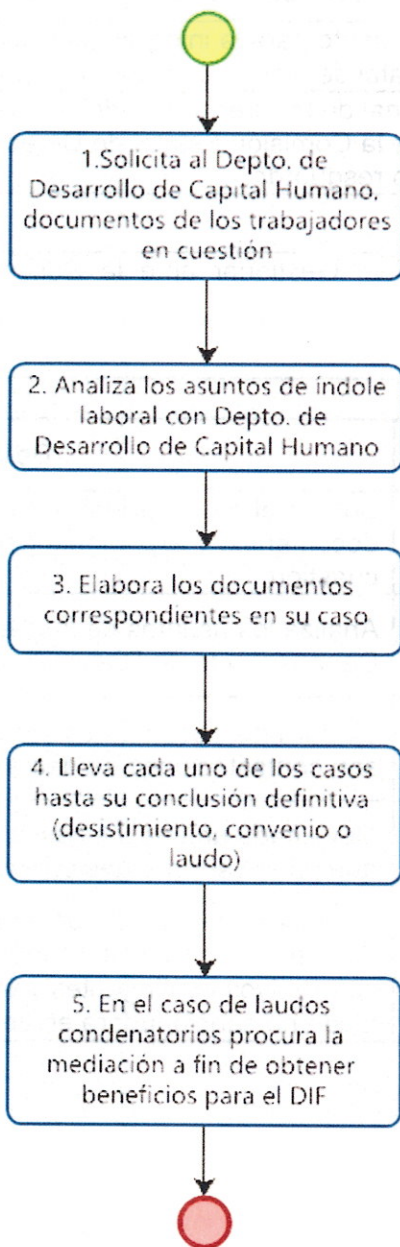 1.Solicita al Depto. de
Desarrollo de Capital Humano,
documentos de los trabajadores
en cuestión
2. Analiza los asuntos de índole
laboral con Depto. de
Desarrollo de Capital Humano
3. Elabora los documentos
correspondientes en su caso
4. Lleva cada uno de los casos
hasta su conclusión definitiva
(desistimiento, convenio o
laudo)
5. En el caso de laudos
condenatorios procura la
mediación a fin de obtener
beneficios para el DIF